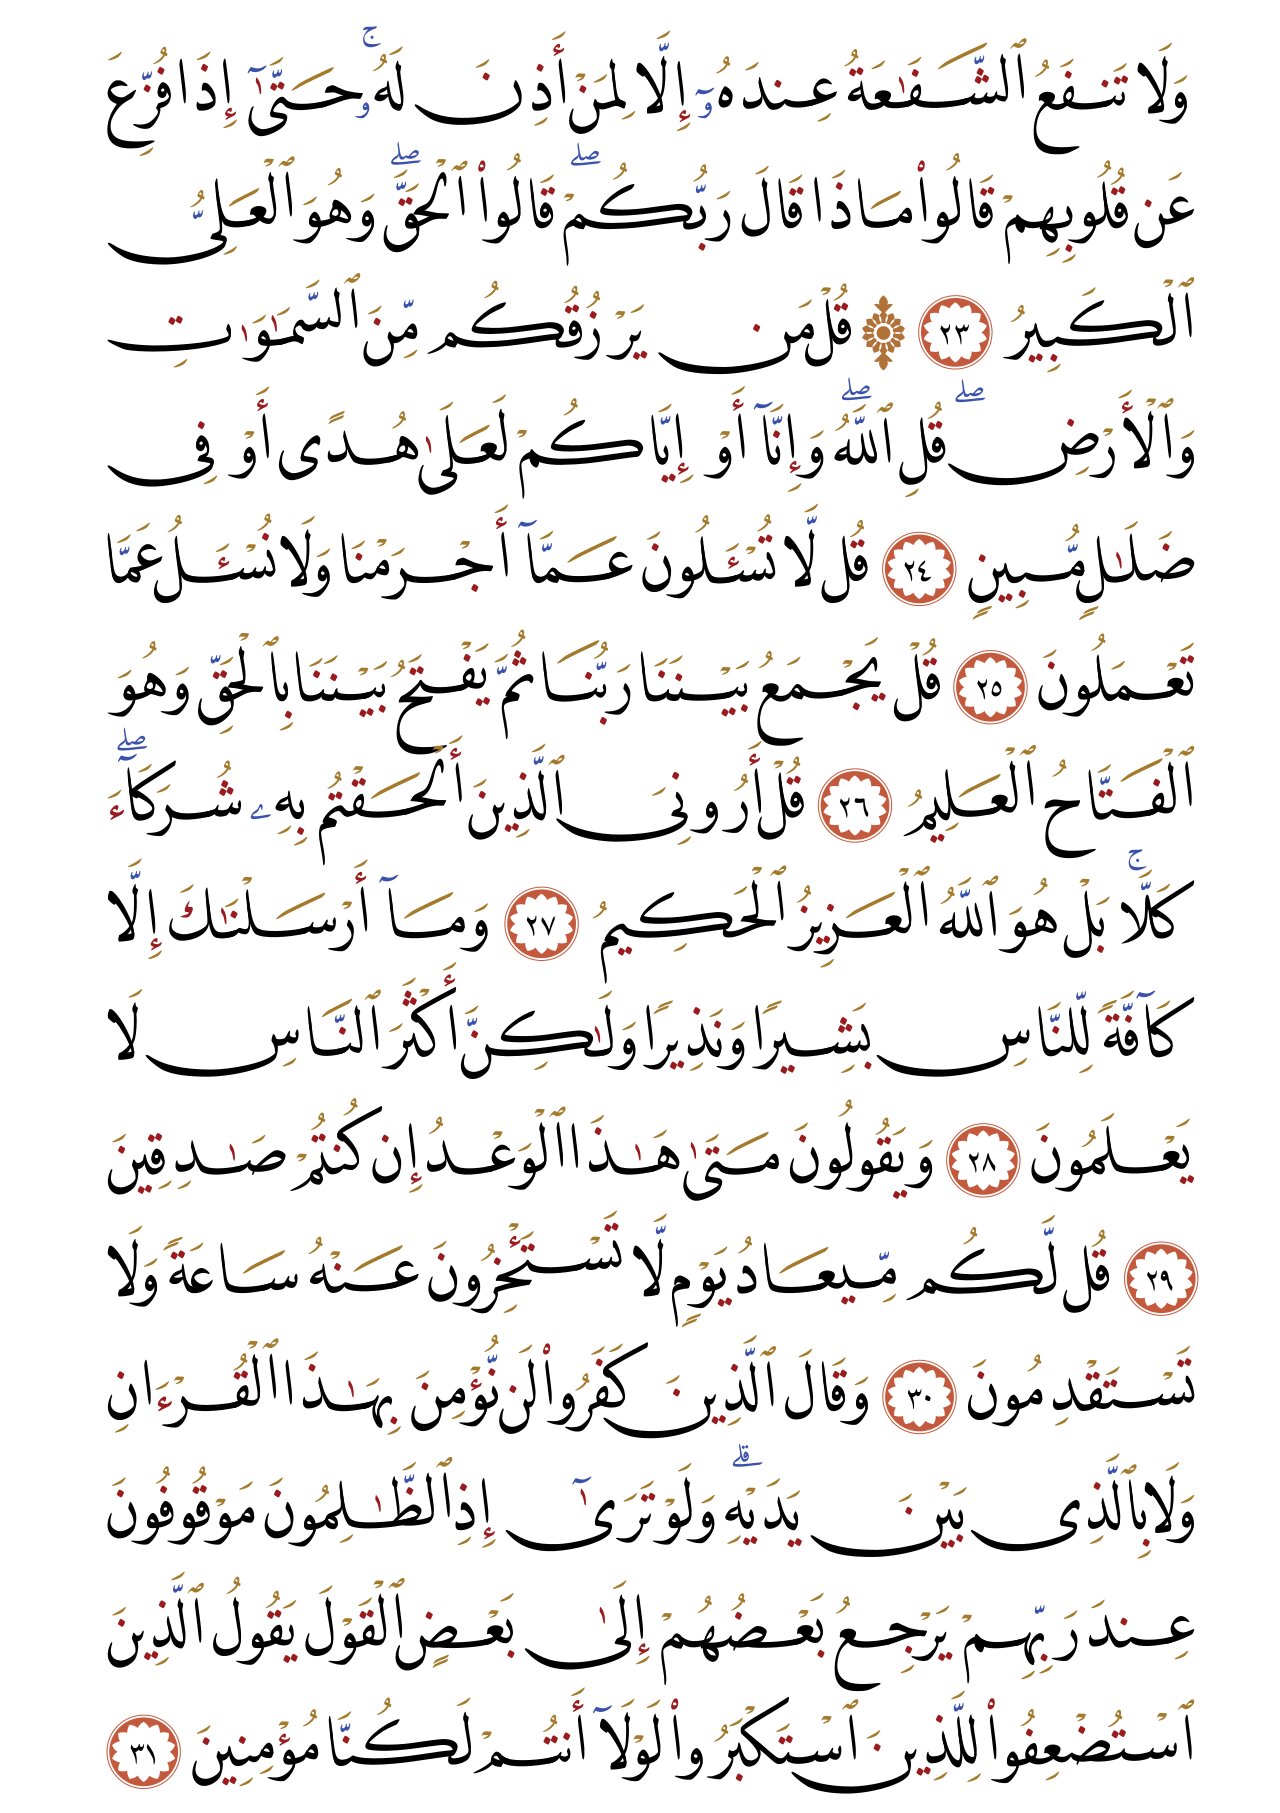 وَلَا تَنفَعُ ٱلشَّفَٰعَةُ عِندَهُۥٓ إِلَّا لِمَنْ أَذِنَ لَهُۥ ۚ حَتَّىٰٓ إِذَا فُزِّعَ
عَن قُلُوبِهِمْ قَالُوا۟ مَاذَا قَالَ رَبُّكُمْ ۖ قَالُوا۟ ٱلْحَقَّ ۖ وَهُوَ ٱلْعَلِىُّ
ٱلْكَبِيرُ ٢٣ ۞ قُلْ مَن يَرْزُقُكُم مِّنَ ٱلسَّمَٰوَٰتِ
وَٱلْأَرْضِ ۖ قُلِ ٱللَّهُ ۖ وَإِنَّآ أَوْ إِيَّاكُمْ لَعَلَىٰ هُدًى أَوْ فِى
ضَلَٰلٍ مُّبِينٍ ٢٤ قُل لَّا تُسْـَٔلُونَ عَمَّآ أَجْرَمْنَا وَلَا نُسْـَٔلُ عَمَّا
تَعْمَلُونَ ٢٥ قُلْ يَجْمَعُ بَيْنَنَا رَبُّنَا ثُمَّ يَفْتَحُ بَيْنَنَا بِٱلْحَقِّ وَهُوَ
ٱلْفَتَّاحُ ٱلْعَلِيمُ ٢٦ قُلْ أَرُونِىَ ٱلَّذِينَ أَلْحَقْتُم بِهِۦ شُرَكَآءَ ۖ
كَلَّا ۚ بَلْ هُوَ ٱللَّهُ ٱلْعَزِيزُ ٱلْحَكِيمُ ٢٧ وَمَآ أَرْسَلْنَٰكَ إِلَّا
كَآفَّةً لِّلنَّاسِ بَشِيرًا وَنَذِيرًا وَلَٰكِنَّ أَكْثَرَ ٱلنَّاسِ لَا
يَعْلَمُونَ ٢٨ وَيَقُولُونَ مَتَىٰ هَٰذَا ٱلْوَعْدُ إِن كُنتُمْ صَٰدِقِينَ
٢٩ قُل لَّكُم مِّيعَادُ يَوْمٍ لَّا تَسْتَـْٔخِرُونَ عَنْهُ سَاعَةً وَلَا
تَسْتَقْدِمُونَ ٣٠ وَقَالَ ٱلَّذِينَ كَفَرُوا۟ لَن نُّؤْمِنَ بِهَٰذَا ٱلْقُرْءَانِ
وَلَا بِٱلَّذِى بَيْنَ يَدَيْهِ ۗ وَلَوْ تَرَىٰٓ إِذِ ٱلظَّٰلِمُونَ مَوْقُوفُونَ
عِندَ رَبِّهِمْ يَرْجِعُ بَعْضُهُمْ إِلَىٰ بَعْضٍ ٱلْقَوْلَ يَقُولُ ٱلَّذِينَ
ٱسْتُضْعِفُوا۟ لِلَّذِينَ ٱسْتَكْبَرُوا۟ لَوْلَآ أَنتُمْ لَكُنَّا مُؤْمِنِينَ ٣١